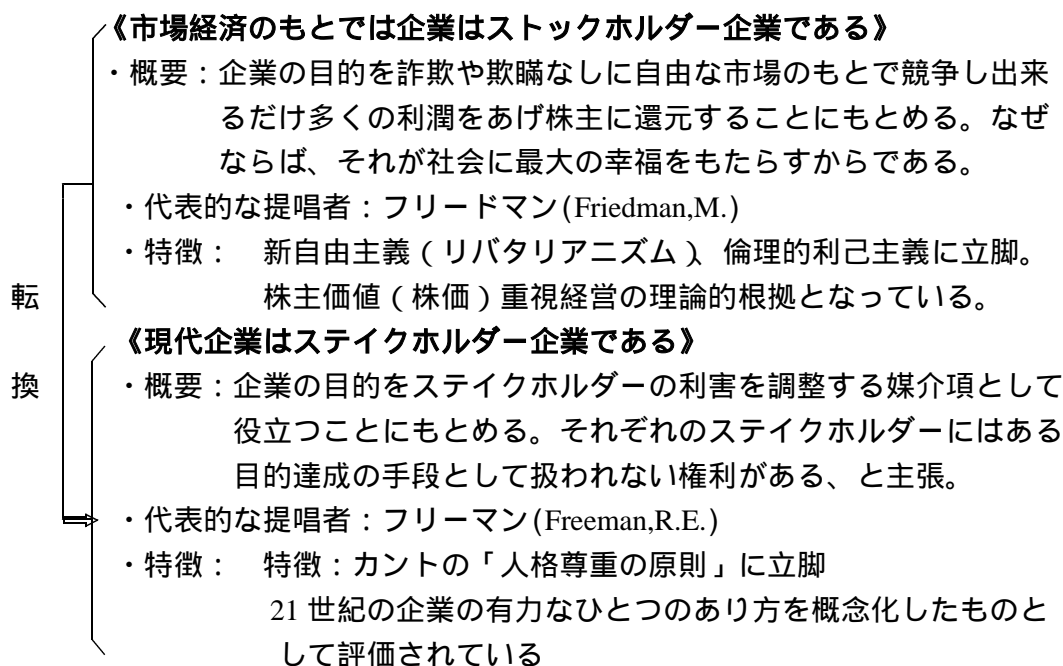 《市場経済のもとでは企業はストックホルダー企業である》
・概要：企業の目的を詐欺や欺瞞なしに自由な市場のもとで競争し出来
るだけ多くの利潤をあげ株主に還元することにもとめる。なぜ
ならば、それが社会に最大の幸福をもたらすからである。
・代表的な提唱者：フリードマン(Friedman,M.)
・特徴：　新自由主義（リバタリアニズム）、倫理的利己主義に立脚。
株主価値（株価）重視経営の理論的根拠となっている。
転
《現代企業はステイクホルダー企業である》
換
・概要：企業の目的をステイクホルダーの利害を調整する媒介項として
役立つことにもとめる。それぞれのステイクホルダーにはある
目的達成の手段として扱われない権利がある、と主張。
・代表的な提唱者：フリーマン(Freeman,R.E.)
・特徴：　特徴：カントの「人格尊重の原則」に立脚
21 世紀の企業の有力なひとつのあり方を概念化したものと
して評価されている